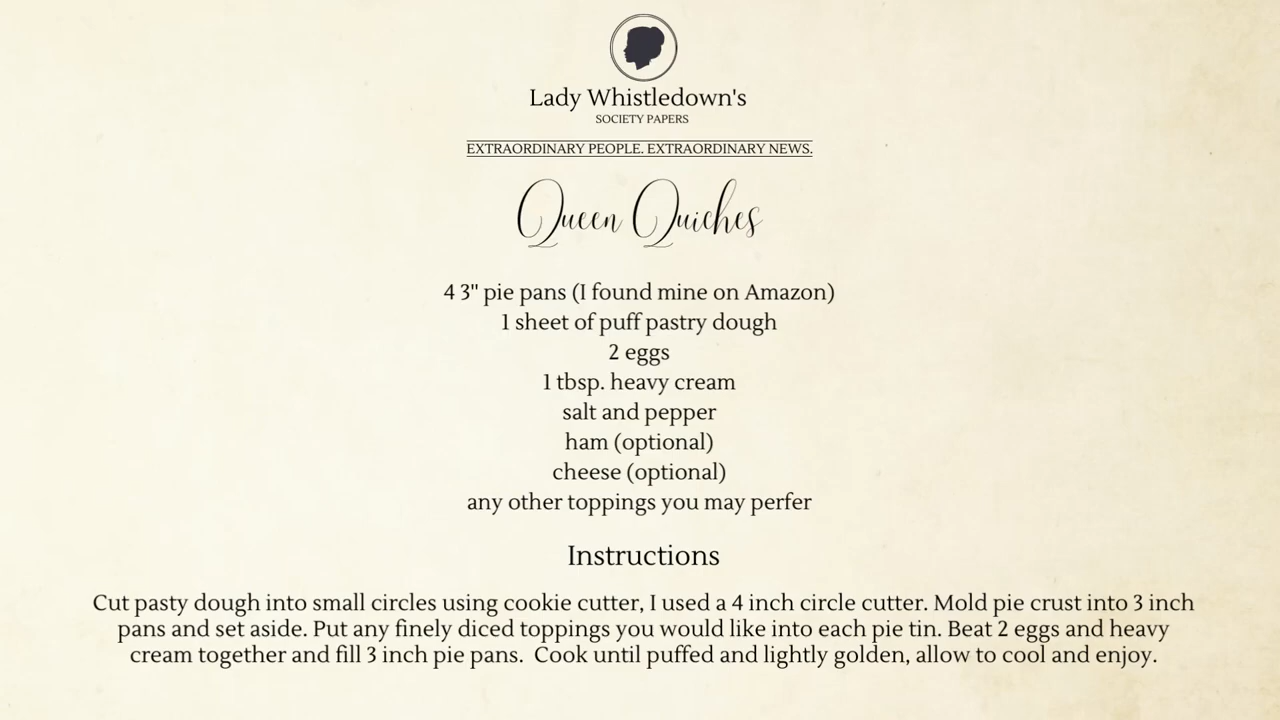 Lady Whistledown's
SOCIETY PAPERS
EXTRAORDINARY PEOPLE. EXTRAORDINARY NEWS.
Queen Quiches
4 3" pie pans (I found mine on Amazon)
1 sheet of puff pastry dough
2 eggs
1 tbsp. heavy cream
salt and pepper
ham (optional)
cheese (optional)
any other toppings you may perfer
Instructions
Cut pasty dough into small circles using cookie cutter, I used a 4 inch circle cutter. Mold pie crust into 3 inch
pans and set aside. Put any finely diced toppings you would like into each pie tin. Beat 2 eggs and heavy
cream together and fill 3 inch pie pans.  Cook until puffed and lightly golden, allow to cool and enjoy.